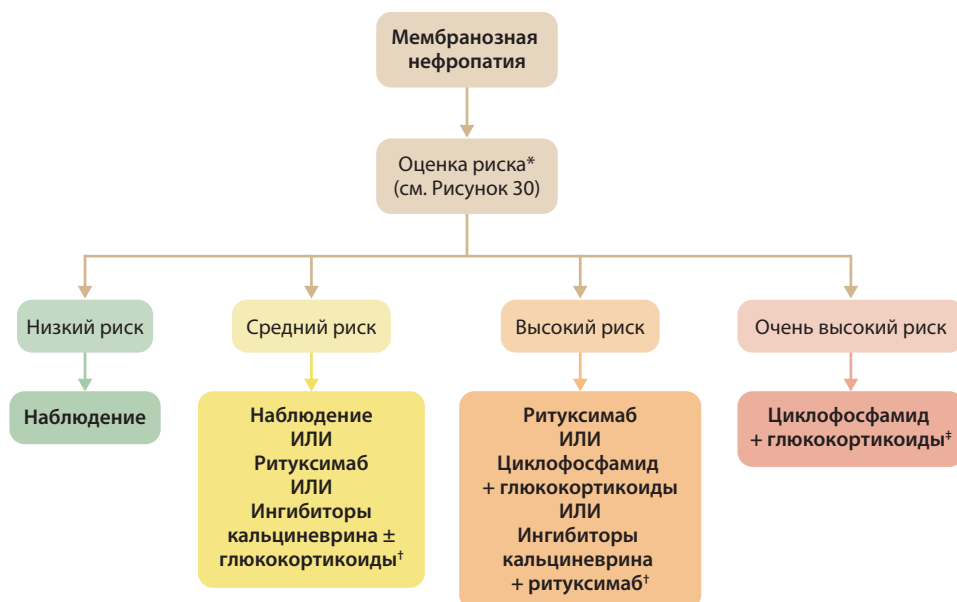 Мембранозная
нефропатия
Оценка риска*
(см. Рисунок 30)
Низкий риск
Средний риск
Высокий риск
Очень высокий риск
Наблюдение
Наблюдение
ИЛИ
Ритуксимаб
ИЛИ
Ингибиторы
кальциневрина ±
глюкокортикоиды†
Ритуксимаб
ИЛИ
Циклофосфамид
+ глюкокортикоиды
ИЛИ
Ингибиторы
кальциневрина
+ ритуксимаб†
Циклофосфамид
+ глюкокортикоиды‡